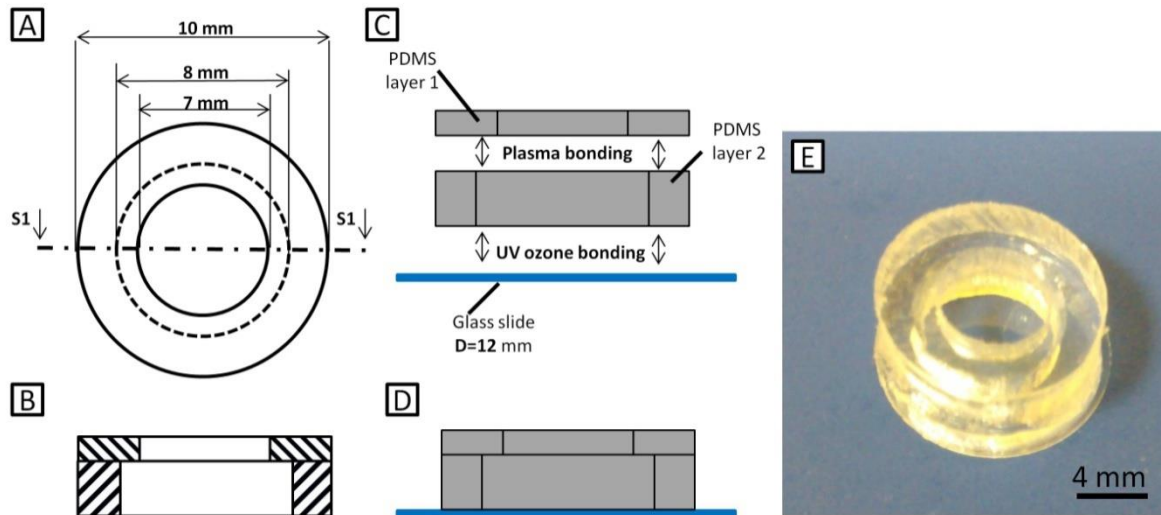 A
10 mm
8 mm
7 mm
S1
S1
B
C
PDMS
layer 1
Plasma bonding
PDMS
layer 2
UV ozone bonding
Glass slide
D=12 mm
D
E
4 mm